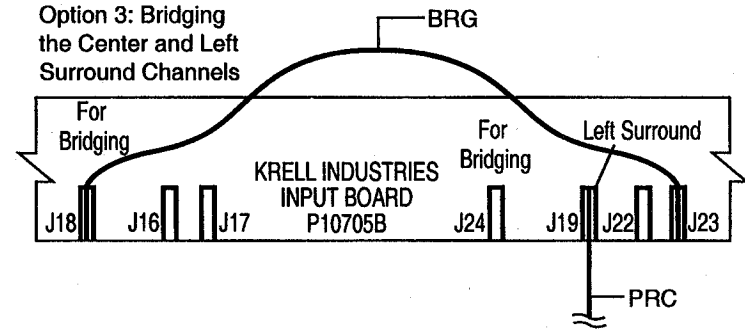 Option 3: Bridging
the Center and Left
Surround Channels
BRG
For
Bridging
For
Bridging
Left Surround
KRELL INDUSTRIES
INPUT BOARD
P10705B
J18
J16
J17
J24
J19
J22
J23
PRC